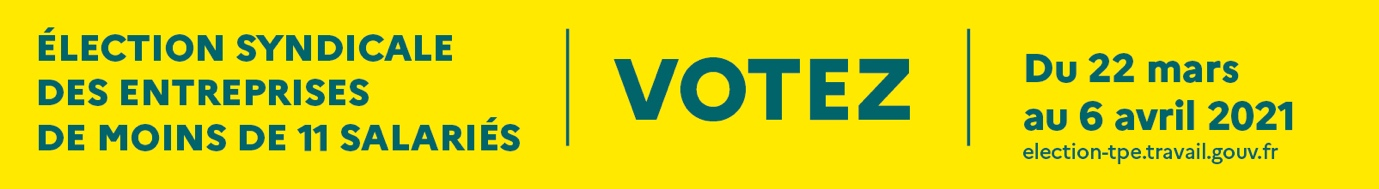 ÉLECTION SYNDICALE
DES ENTREPRISES
DE MOINS DE 11 SALARIÉS
VOTEZ
Du 22 mars
au 6 avril 2021
election-tpe.travail.gouv.fr